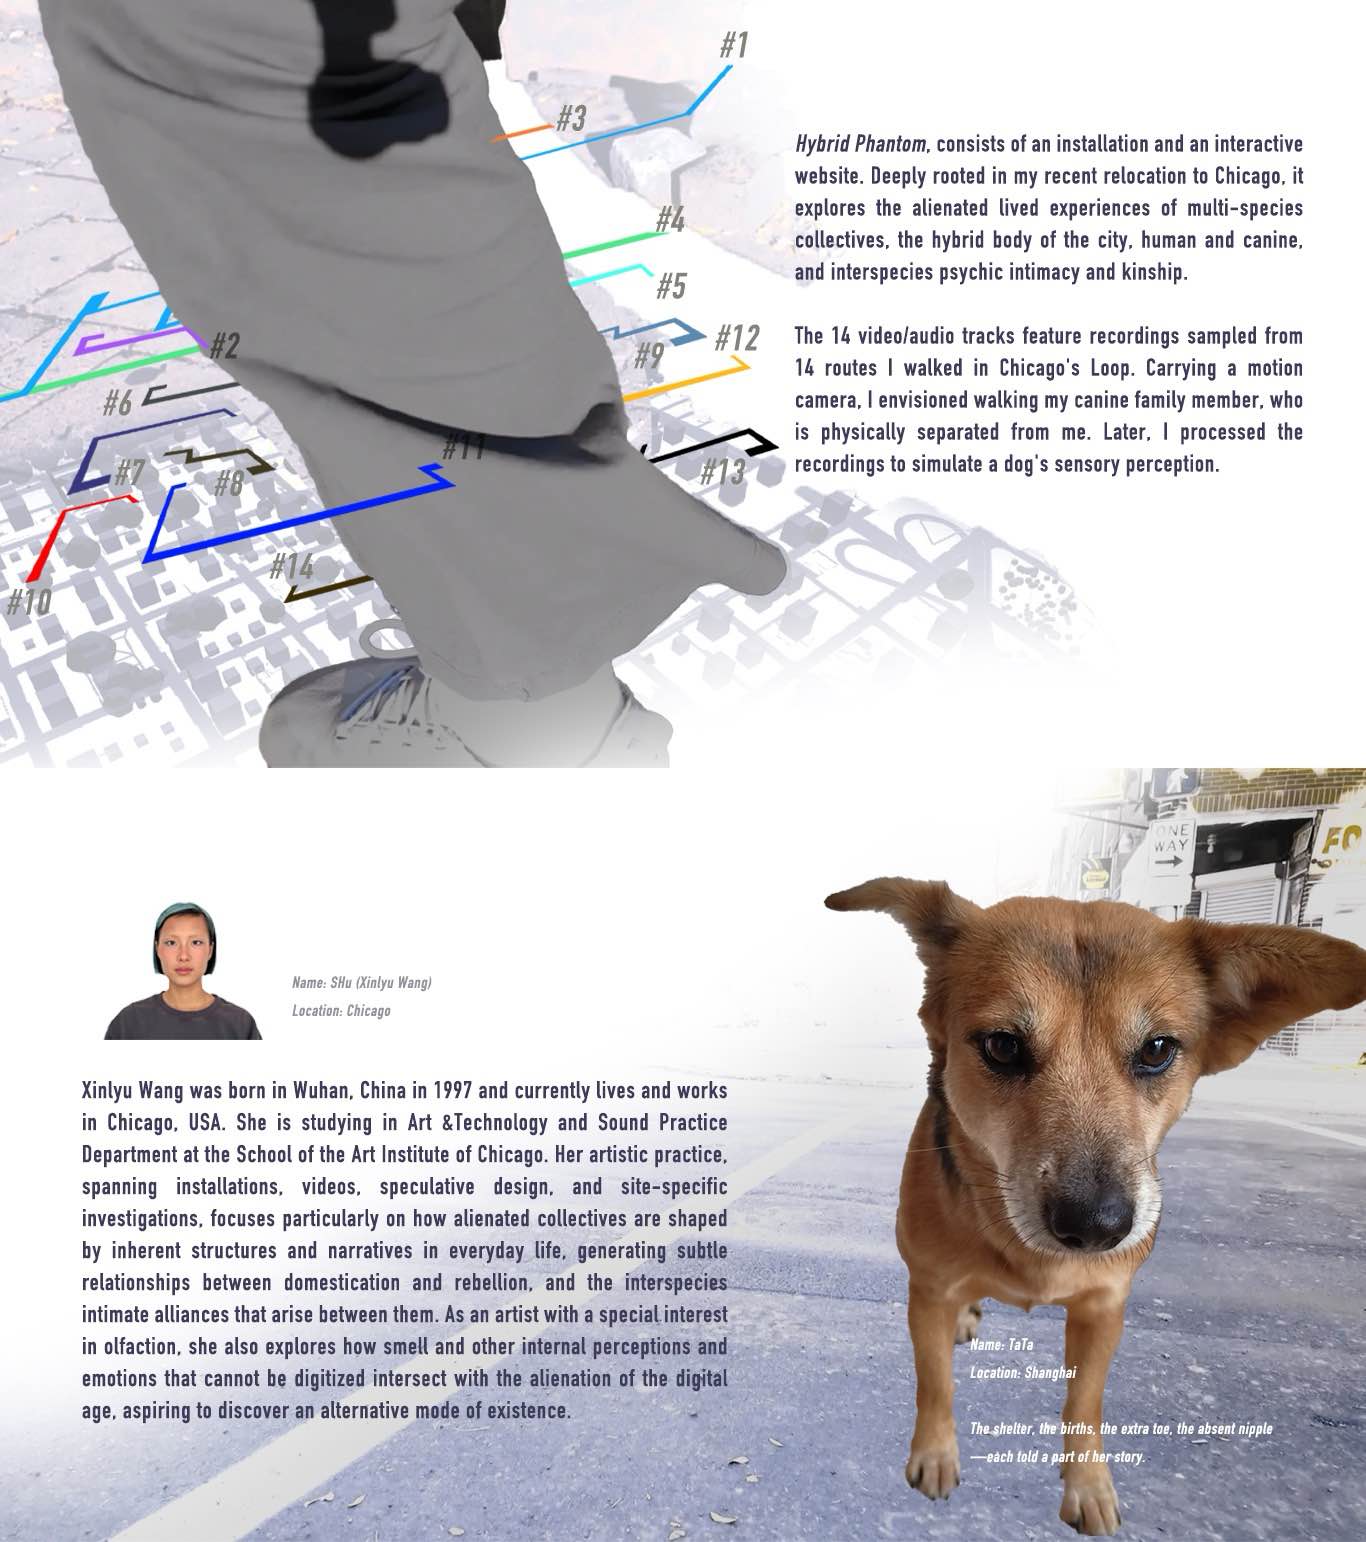 #1
#3
#4
#5
#2
#12
#9
#6
#11
#7
#8
#13
#14
#10
Hybrid Phantom, consists of an installation and an interactive
website. Deeply rooted in my recent relocation to Chicago, it
explores the alienated lived experiences of multi-species
collectives, the hybrid body of the city, human and canine,
and interspecies psychic intimacy and kinship.
The 14 video/audio tracks feature recordings sampled from
14 routes I walked in Chicago's Loop. Carrying a motion
camera, I envisioned walking my canine family member, who
is physically separated from me. Later, I processed the
recordings to simulate a dog's sensory perception.
Name: SHu (Xinlyu Wang)
Location: Chicago
Xinlyu Wang was born in Wuhan, China in 1997 and currently lives and works
in Chicago, USA. She is studying in Art &Technology and Sound Practice
Department at the School of the Art Institute of Chicago. Her artistic practice,
spanning installations, videos, speculative design, and site-specific
investigations, focuses particularly on how alienated collectives are shaped
by inherent structures and narratives in everyday life, generating subtle
relationships between domestication and rebellion, and the interspecies
intimate alliances that arise between them. As an artist with a special interest
in olfaction, she also explores how smell and other internal perceptions and
emotions that cannot be digitized intersect with the alienation of the digital
age, aspiring to discover an alternative mode of existence.
ONE
WAY
FO
Name: TaTa
Location: Shanghai
The shelter, the births, the extra toe, the absent nipple
—each told a part of her story.